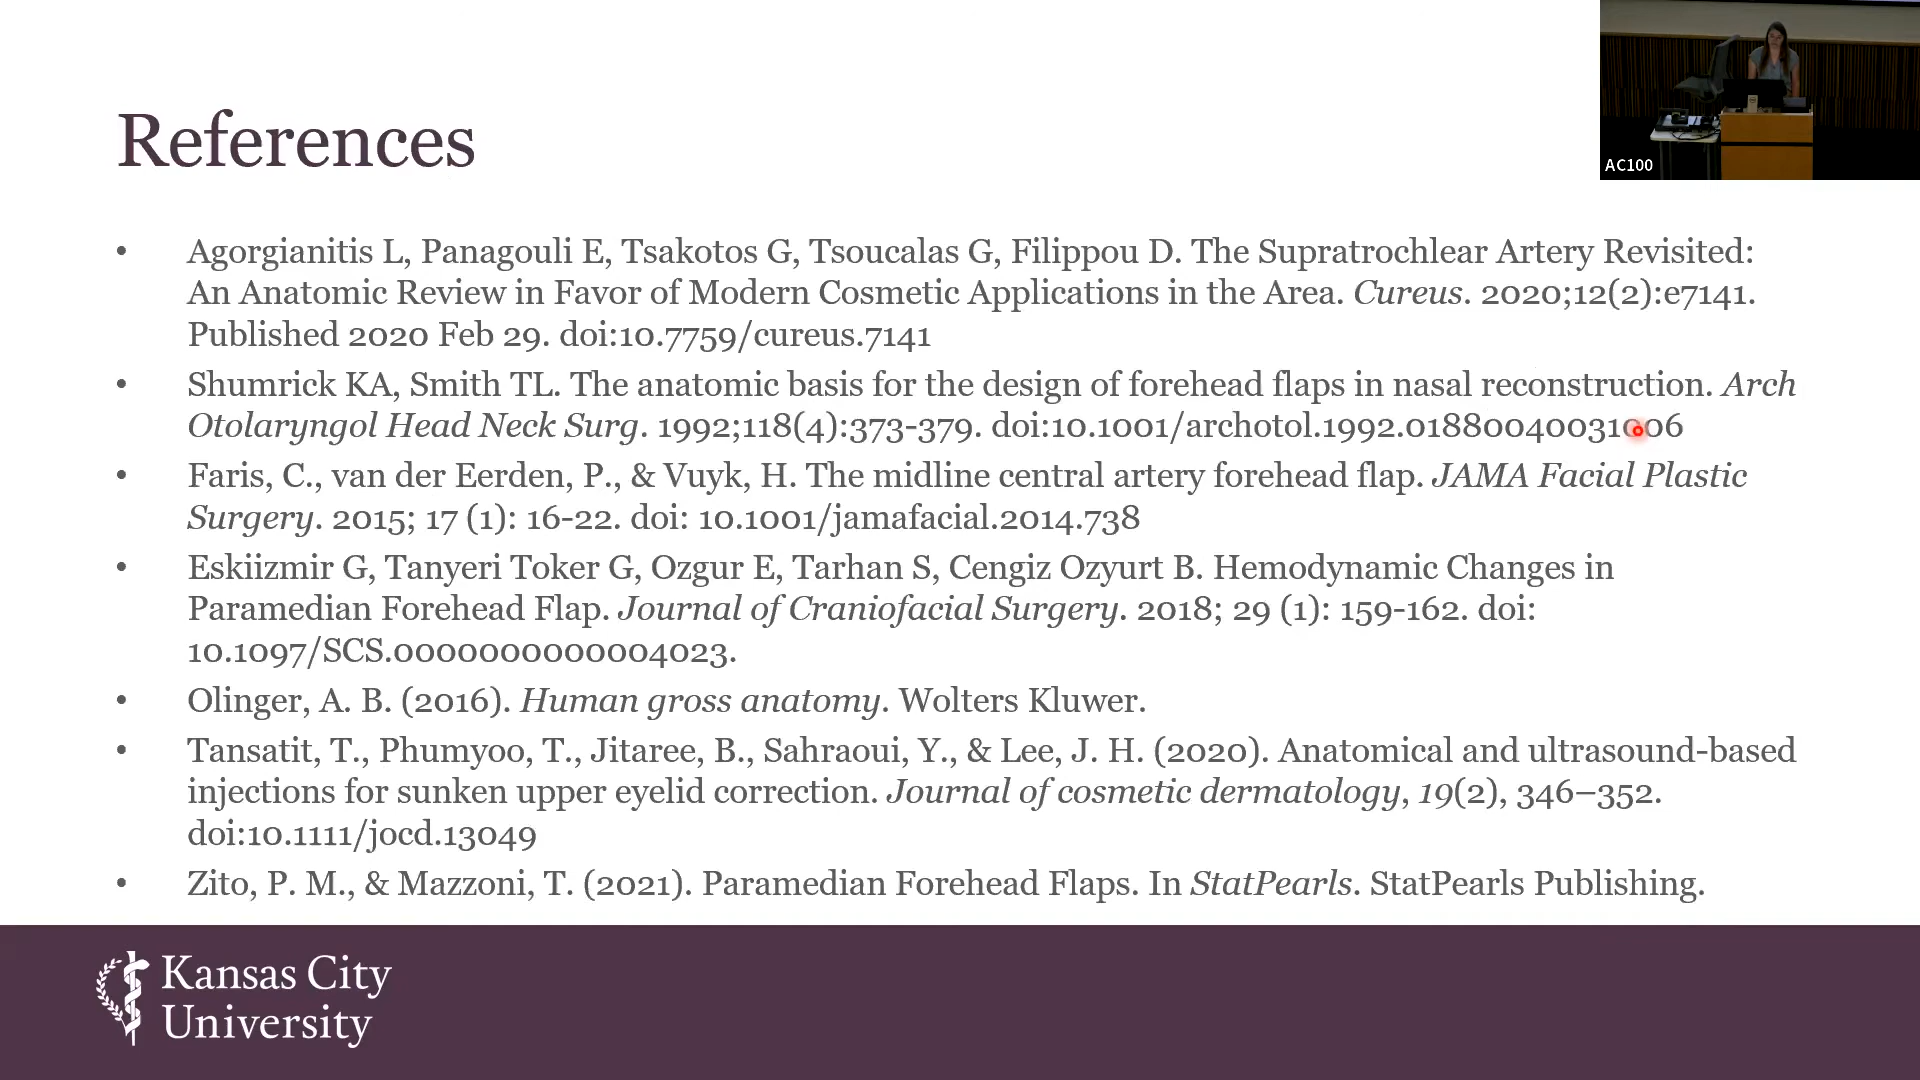 References
AC100
• Agorgianitis L, Panagouli E, Tsakotos G, Tsoucalas G, Filippou D. The Supratrochlear Artery Revisited:
An Anatomic Review in Favor of Modern Cosmetic Applications in the Area. Cureus. 2020;12(2):e7141.
Published 2020 Feb 29. doi:10.7759/cureus.7141
• Shumrick KA, Smith TL. The anatomic basis for the design of forehead flaps in nasal reconstruction. Arch
Otolaryngol Head Neck Surg. 1992;118(4):373-379. doi:10.1001/archotol.1992.01880040031006
• Faris, C., van der Eerden, P., & Vuyk, H. The midline central artery forehead flap. JAMA Facial Plastic
Surgery. 2015; 17 (1): 16-22. doi: 10.1001/jamafacial.2014.738
• Eskiizmir G, Tanyeri Toker G, Ozgur E, Tarhan S, Cengiz Ozyurt B. Hemodynamic Changes in
Paramedian Forehead Flap. Journal of Craniofacial Surgery. 2018; 29 (1): 159-162. doi:
10.1097/SCS.0000000000004023.
• Olinger, A. B. (2016). Human gross anatomy. Wolters Kluwer.
• Tansatit, T., Phumyoo, T., Jitaree, B., Sahraoui, Y., & Lee, J. H. (2020). Anatomical and ultrasound-based
injections for sunken upper eyelid correction. Journal of cosmetic dermatology, 19(2), 346–352.
doi:10.1111/jocd.13049
• Zito, P. M., & Mazzoni, T. (2021). Paramedian Forehead Flaps. In StatPearls. StatPearls Publishing.
Kansas City
University